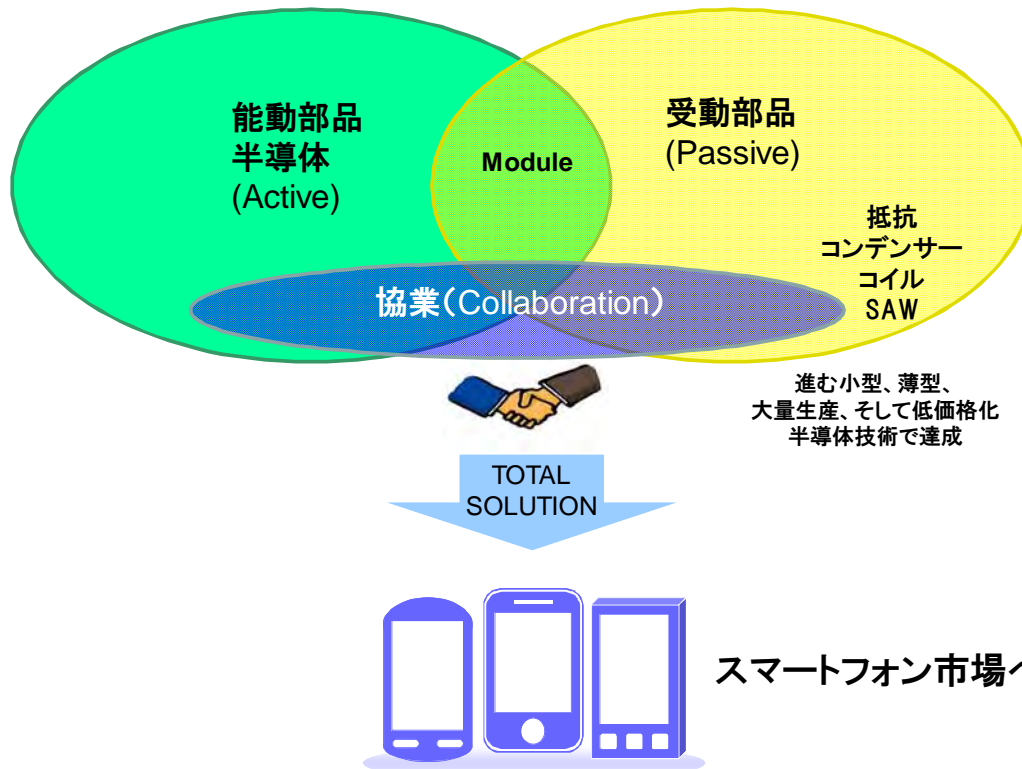 能動部品
半導体
(Active)
Module
受動部品
(Passive)
抵抗
コンデンサー
コイル
SAW
協業(Collaboration)
進む小型、薄型、
大量生産、そして低価格化
半導体技術で達成
TOTAL
SOLUTION
スマートフォン市場へ